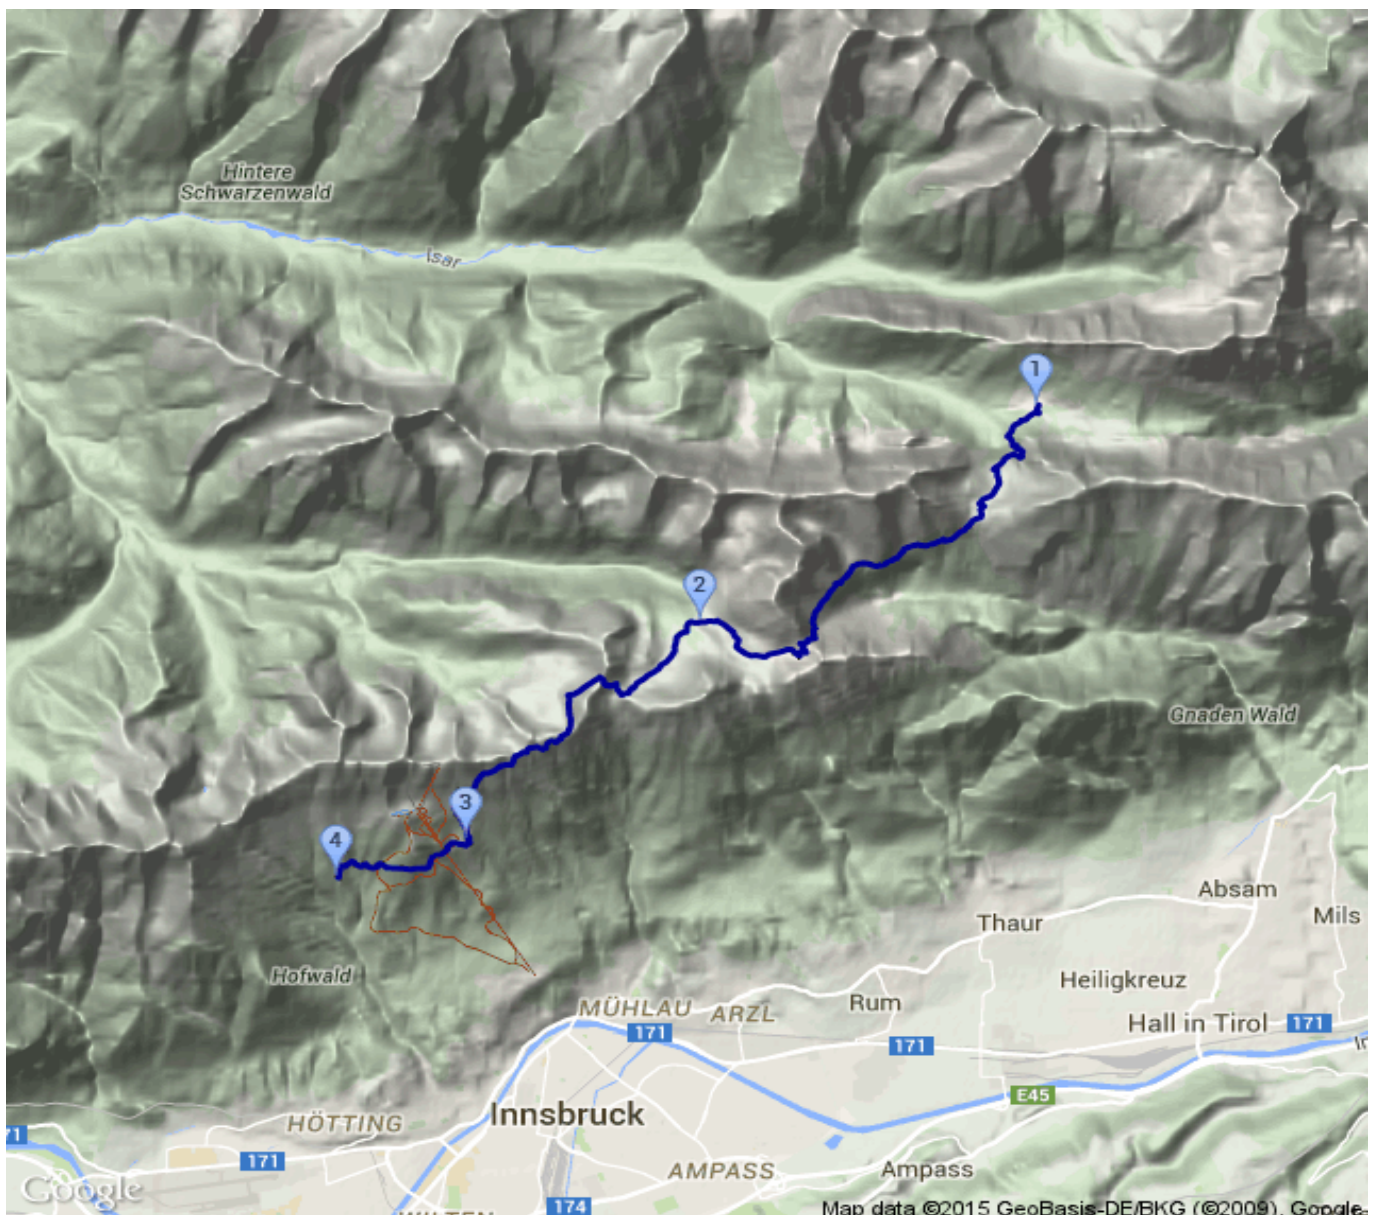 Hintere
Schwarzenwald
Isar
1
2
Gnaden Wald
3
4
Absam
Mils
Thaur
Hofwald
Heiligkreuz
MÜHLAU
ARZL
Rum
171
Hall in Tirol
171
171
E45
Innsbruck
HÖTTING
71
171
AMPASS
Ampass
Google
174
WILTEN
Map data ©2015 GeoBasis-DE/BKG (©2009), Google